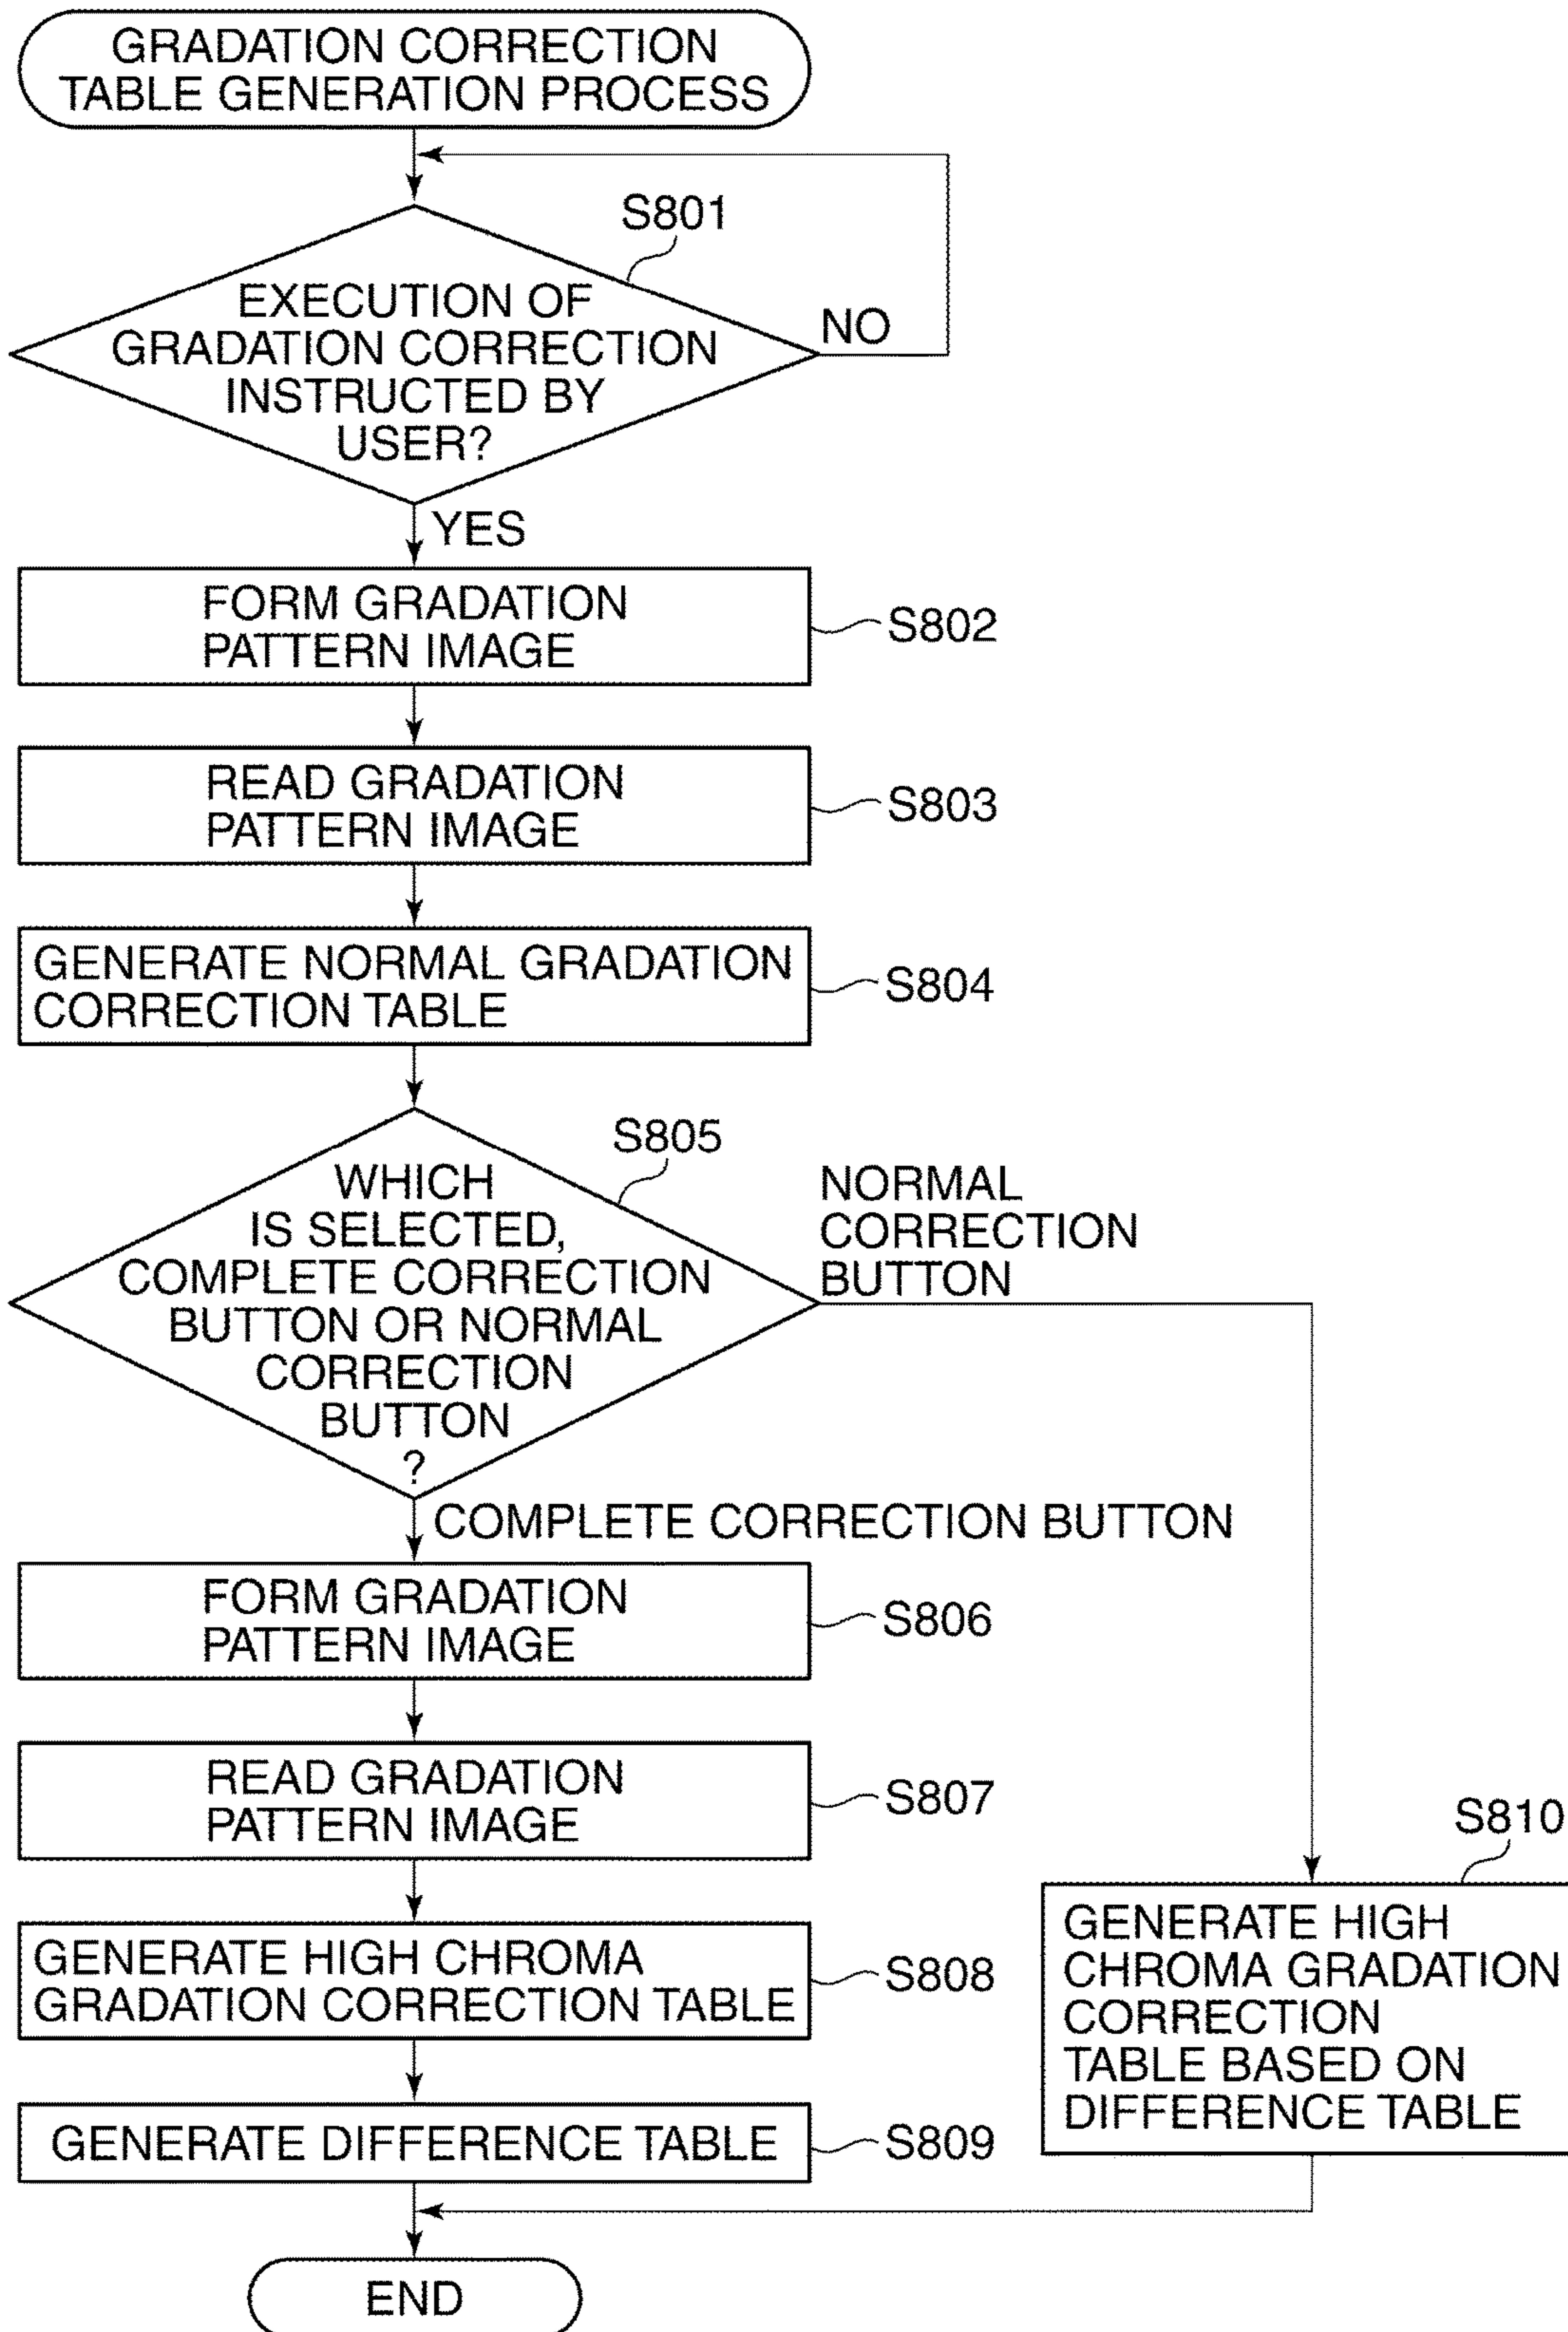 GRADATION CORRECTION
TABLE GENERATION PROCESS
S801
EXECUTION OF
GRADATION CORRECTION
INSTRUCTED BY
USER?
NO
YES
FORM GRADATION
PATTERN IMAGE
S802
READ GRADATION
PATTERN IMAGE
S803
GENERATE NORMAL GRADATION
CORRECTION TABLE
S804
S805
WHICH
IS SELECTED,
COMPLETE CORRECTION
BUTTON OR NORMAL
CORRECTION
BUTTON
?
NORMAL
CORRECTION
BUTTON
COMPLETE CORRECTION BUTTON
FORM GRADATION
PATTERN IMAGE
S806
READ GRADATION
PATTERN IMAGE
S807
GENERATE HIGH CHROMA
GRADATION CORRECTION TABLE
S808
GENERATE DIFFERENCE TABLE
S809
S810
GENERATE HIGH
CHROMA GRADATION
CORRECTION
TABLE BASED ON
DIFFERENCE TABLE
END